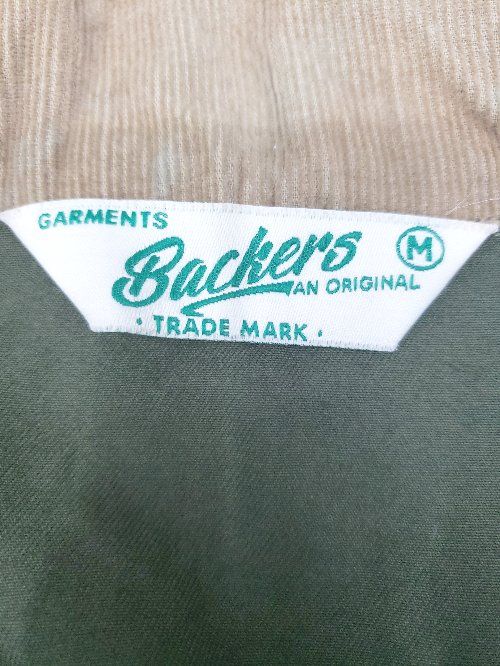 GARMENTS
Backers
M
AN ORIGINAL
• TRADE MARK •